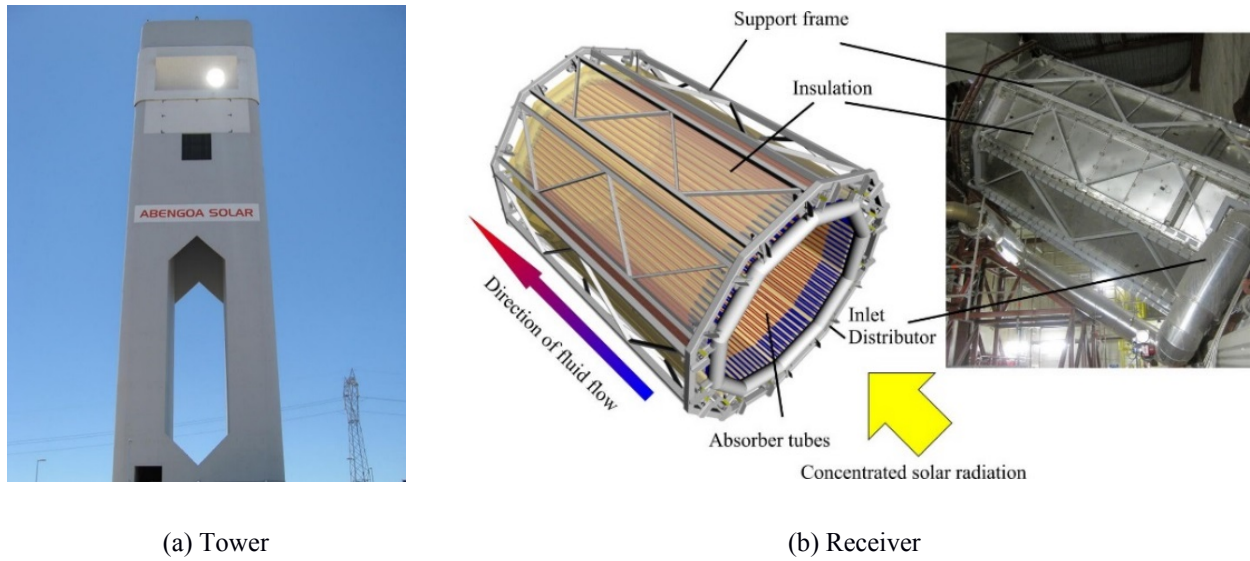 ABENGOA SOLAR
Support frame
Insulation
Direction of fluid flow
Inlet
Distributor
Absorber tubes
Concentrated solar radiation
(a) Tower
(b) Receiver